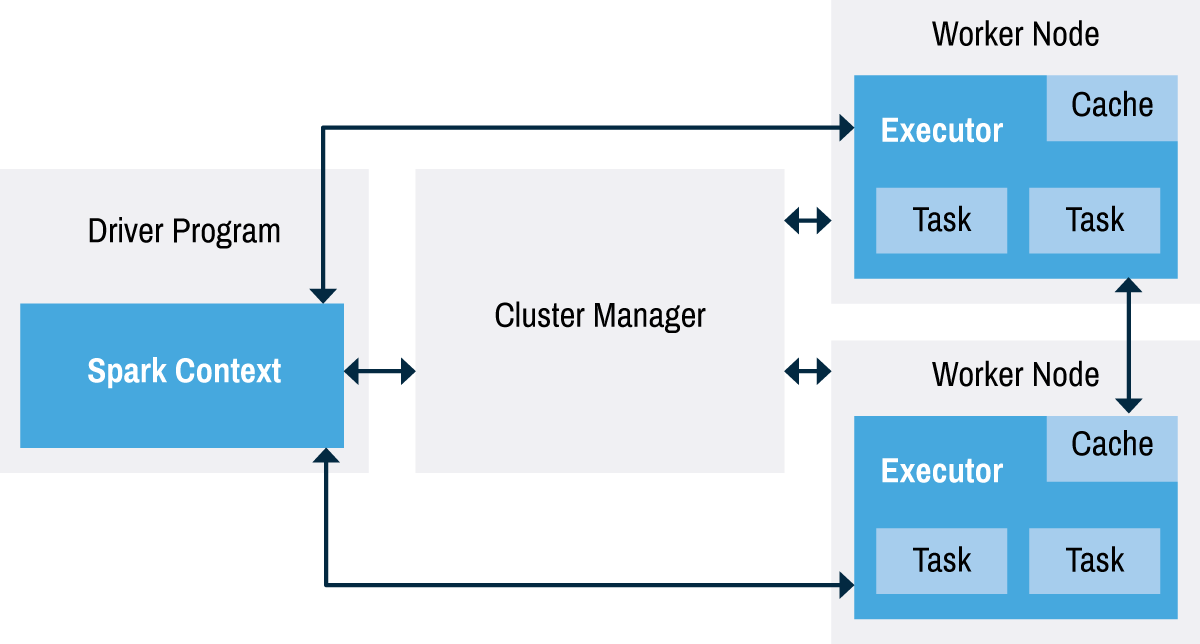 Driver Program
Spark Context
Cluster Manager
Worker Node
Executor
Cache
Task
Task
Worker Node
Executor
Cache
Task
Task